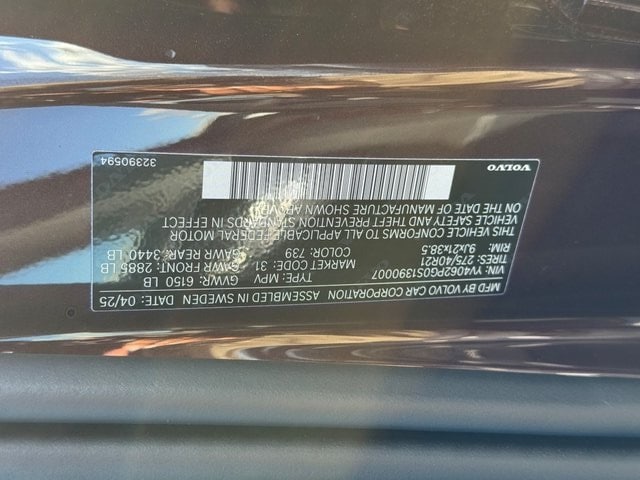 MFD BY VOLVO CAR CORPORATION ASSEMBLED IN SWEDEN DATE: 04/25
VIN: YV4062PG051390007 GVWR: 6150 LB
TIRES: 275/40R21 TYPE: MPV GAWR FRONT: 2885 LB
RIM: 9Jx21x38.5 MARKET CODE: 31 GAWR REAR: 3440 LB
COLOR: 739
THIS VEHICLE CONFORMS TO ALL APPLICABLE FEDERAL MOTOR
VEHICLE SAFETY AND THEFT PREVENTION STANDARDS IN EFFECT
ON THE DATE OF MANUFACTURE SHOWN ABOVE
VOLVO 32390594